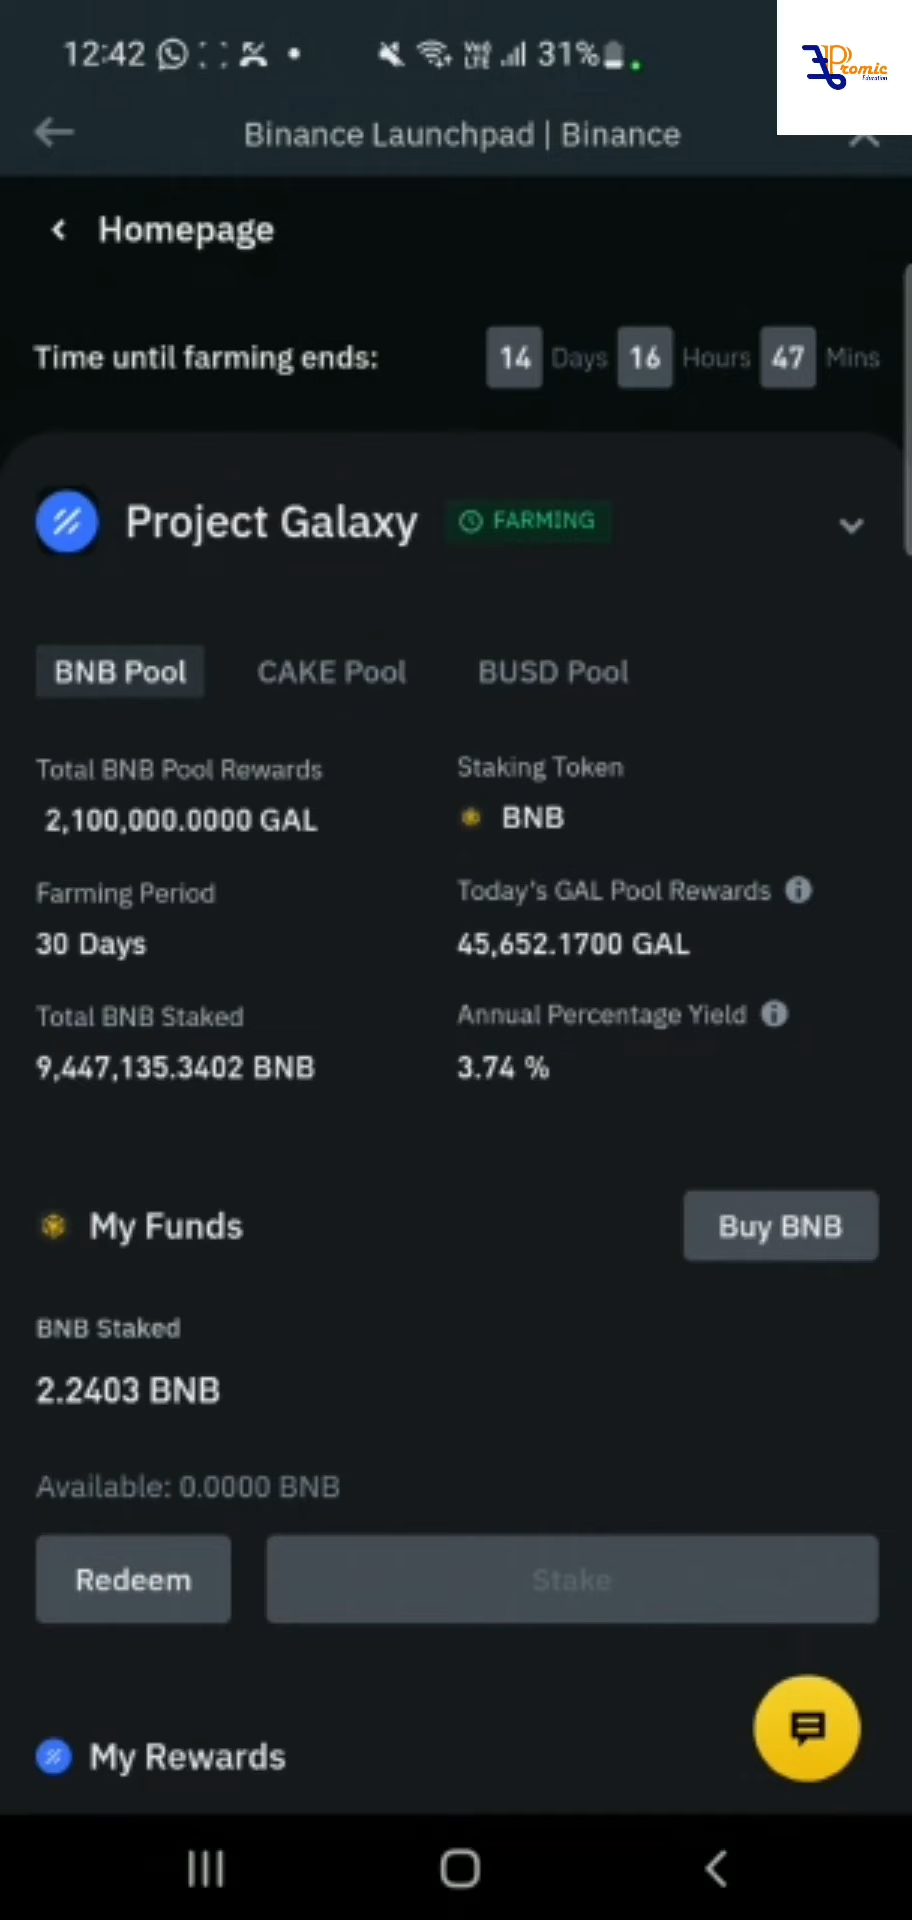 12:42 31%
Promic
Education
Binance Launchpad | Binance
Homepage
Time until farming ends: 14 Days 16 Hours 47 Mins
Project Galaxy FARMING
BNB Pool CAKE Pool BUSD Pool
Total BNB Pool Rewards Staking Token
2,100,000.0000 GAL BNB
Farming Period Today's GAL Pool Rewards
30 Days 45,652.1700 GAL
Total BNB Staked Annual Percentage Yield
9,447,135.3402 BNB 3.74 %
My Funds Buy BNB
BNB Staked
2.2403 BNB
Available: 0.0000 BNB
Redeem Stake
My Rewards